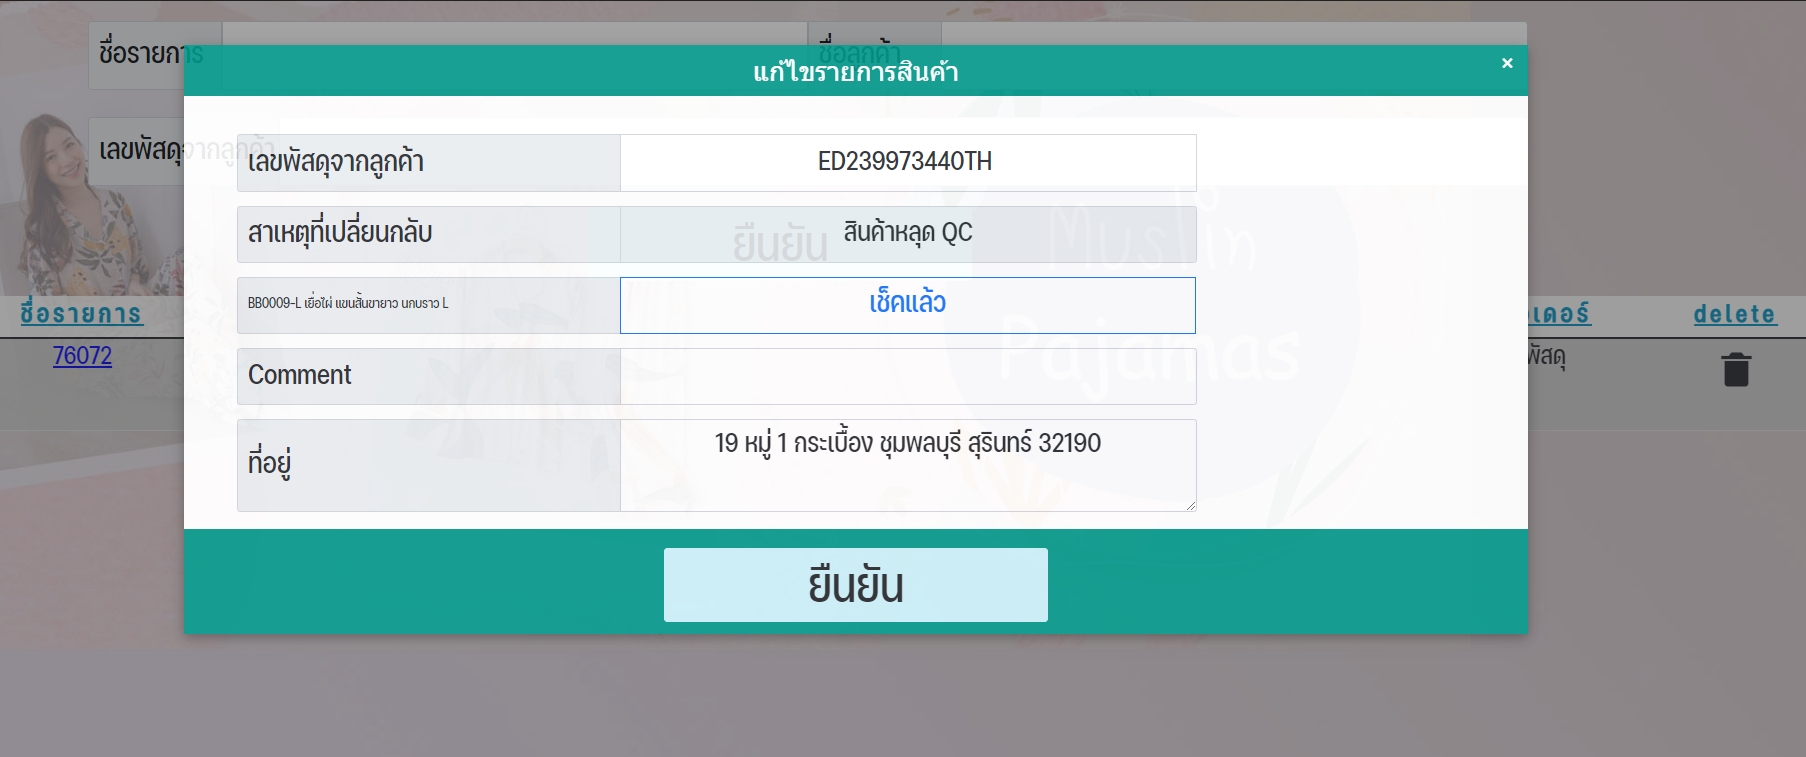 ชื่อรายการ
ชื่อลูกค้า
แก้ไขรายการสินค้า
×
เลขพัสดุจากลูกค้า
เลขพัสดุจากลูกค้า ED239973440TH
สาเหตุที่เปลี่ยนกลับ สินค้าหลุด QC
ยืนยัน
Muslin
Pajamas
BB0009-L เยื่อไผ่ แขนสั้นขายาว นกบราว L เช็คแล้ว
ชื่อรายการ
delete
76072
พัสดุ
Comment
ที่อยู่ 19 หมู่ 1 กระเบื้อง ชุมพลบุรี สุรินทร์ 32190
ยืนยัน